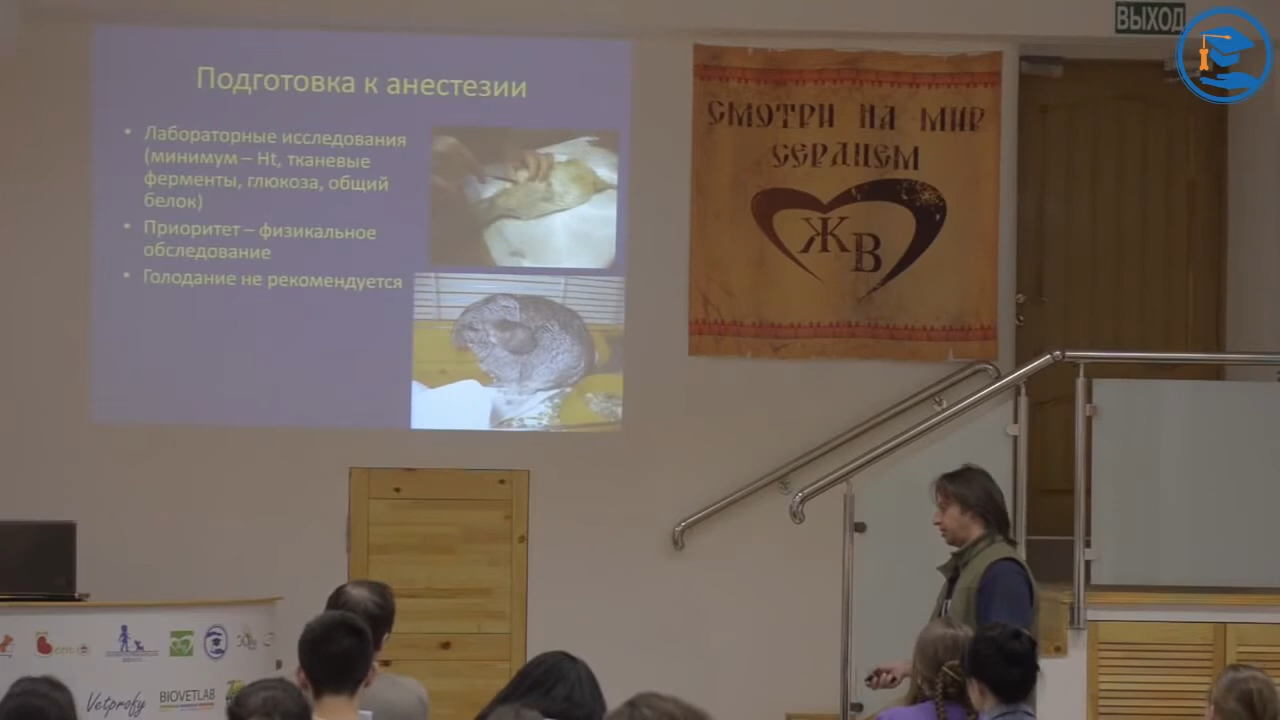 ВЫХОД
Подготовка к анестезии
• Лабораторные исследования
(минимум – Ht, тканевые
ферменты, глюкоза, общий
белок)
• Приоритет – физикальное
обследование
• Голодание не рекомендуется
СМОТРИ НА МИР
СЕРДЦЕМ
ЖВ
Vetprofy
BIOVETLAB